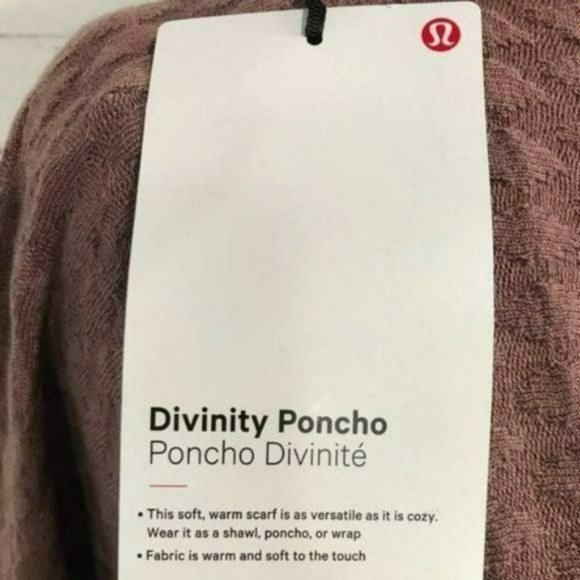 Divinity Poncho
Poncho Divinité
• This soft, warm scarf is as versatile as it is cozy.
Wear it as a shawl, poncho, or wrap
• Fabric is warm and soft to the touch